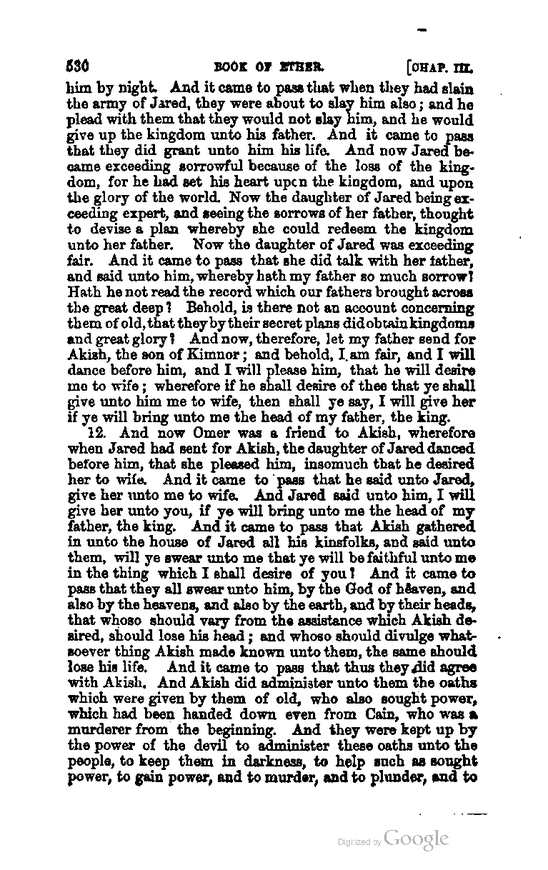 530 BOOK OF ETHER. [CHAP. III.
him by night. And it came to pass that when they had slain
the army of Jared, they were about to slay him also; and he
plead with them that they would not slay him, and he would
give up the kingdom unto his father. And it came to pass
that they did grant unto him his life. And now Jared be-
came exceeding sorrowful because of the loss of the king-
dom, for he had set his heart upon the kingdom, and upon
the glory of the world. Now the daughter of Jared being ex-
ceeding expert, and seeing the sorrows of her father, thought
to devise a plan whereby she could redeem the kingdom
unto her father. Now the daughter of Jared was exceeding
fair. And it came to pass that she did talk with her father,
and said unto him, whereby hath my father so much sorrow?
Hath he not read the record which our fathers brought across
the great deep? Behold, is there not an account concerning
them of old, that they by their secret plans did obtain kingdoms
and great glory? And now, therefore, let my father send for
Akish, the son of Kimnor; and behold, I am fair, and I will
dance before him, and I will please him, that he will desire
me to wife; wherefore if he shall desire of thee that ye shall
give unto him me to wife, then shall ye say, I will give her
if ye will bring unto me the head of my father, the king.
12. And now Omer was a friend to Akish, wherefore
when Jared had sent for Akish, the daughter of Jared danced
before him, that she pleased him, insomuch that he desired
her to wife. And it came to pass that he said unto Jared,
give her unto me to wife. And Jared said unto him, I will
give her unto you, if ye will bring unto me the head of my
father, the king. And it came to pass that Akish gathered
in unto the house of Jared all his kinsfolks, and said unto
them, will ye swear unto me that ye will be faithful unto me
in the thing which I shall desire of you? And it came to
pass that they all swear unto him, by the God of heaven, and
also by the heavens, and also by the earth, and by their heads,
that whoso should vary from the assistance which Akish de-
sired, should lose his head; and whoso should divulge what-
soever thing Akish made known unto them, the same should
lose his life. And it came to pass that thus they did agree
with Akish. And Akish did administer unto them the oaths
which were given by them of old, who also sought power,
which had been handed down even from Cain, who was a
murderer from the beginning. And they were kept up by
the power of the devil to administer these oaths unto the
people, to keep them in darkness, to help such as sought
power, to gain power, and to murder, and to plunder, and to
Digitized by Google